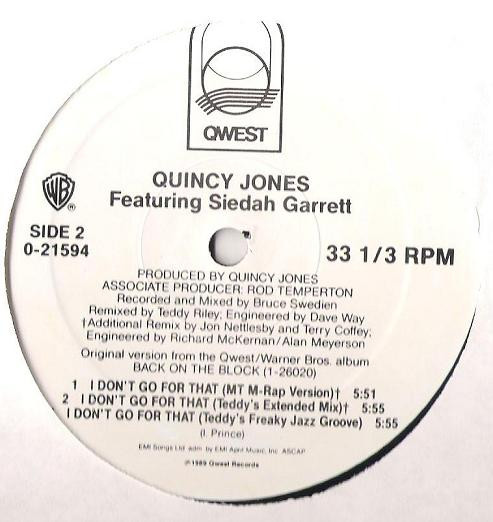 QWEST
QUINCY JONES
Featuring Siedah Garrett
WB
®
SIDE 2
0-21594
33 1/3 RPM
PRODUCED BY QUINCY JONES
ASSOCIATE PRODUCER: ROD TEMPERTON
Recorded and Mixed by Bruce Swedien
Remixed by Teddy Riley; Engineered by Dave Way
†Additional Remix by Jon Nettlesby and Terry Coffey;
Engineered by Richard McKernan/Alan Meyerson
Original version from the Qwest/Warner Bros. album
BACK ON THE BLOCK (1-26020)
1 I DON'T GO FOR THAT (MT M-Rap Version)† 5:51
2 I DON'T GO FOR THAT (Teddy's Extended Mix)† 5:55
I DON'T GO FOR THAT (Teddy's Freaky Jazz Groove) 5:55
(I. Prince)
EMI Songs Ltd. adm. by EMI April Music, Inc. ASCAP
℗1989 Qwest Records